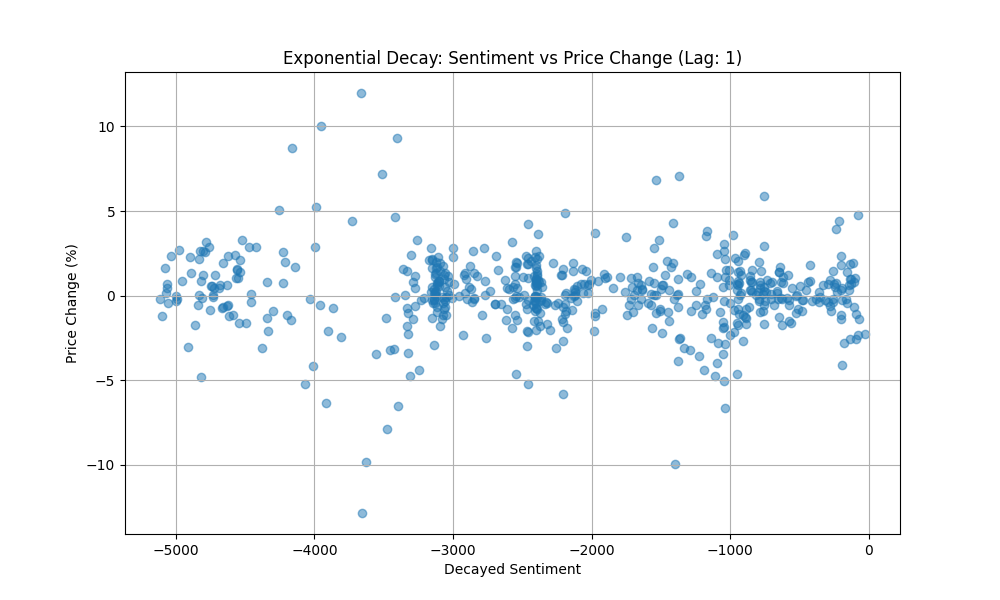 Exponential Decay: Sentiment vs Price Change (Lag: 1)
Price Change (%)
10
5
0
−5
−10
−5000 −4000 −3000 −2000 −1000 0
Decayed Sentiment